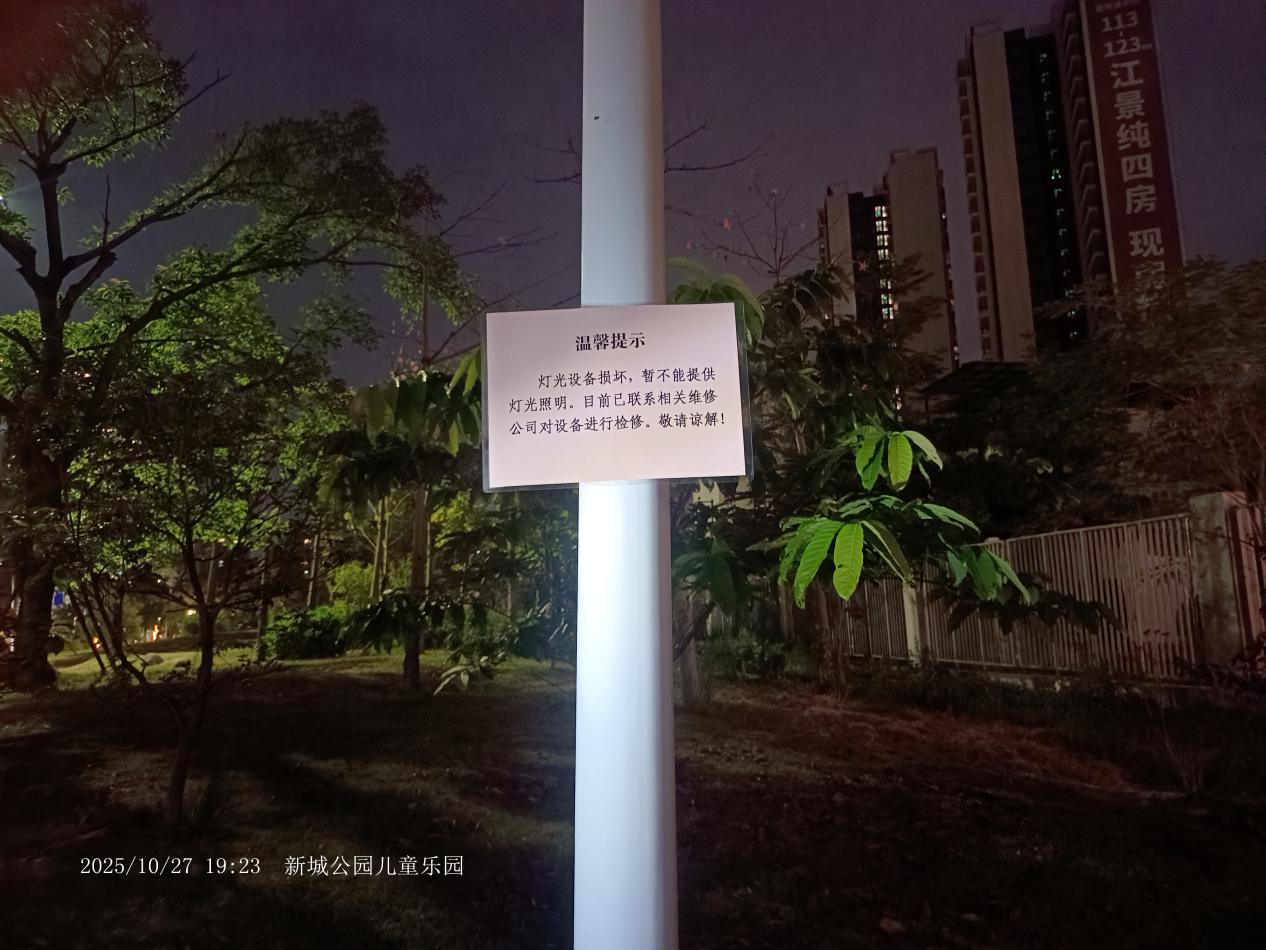 温馨提示
灯光设备损坏，暂不能提供
灯光照明。目前已联系相关维修
公司对设备进行检修。敬请谅解！
113
123㎡
江景纯四房 现房
2025/10/27 19:23 新城公园儿童乐园